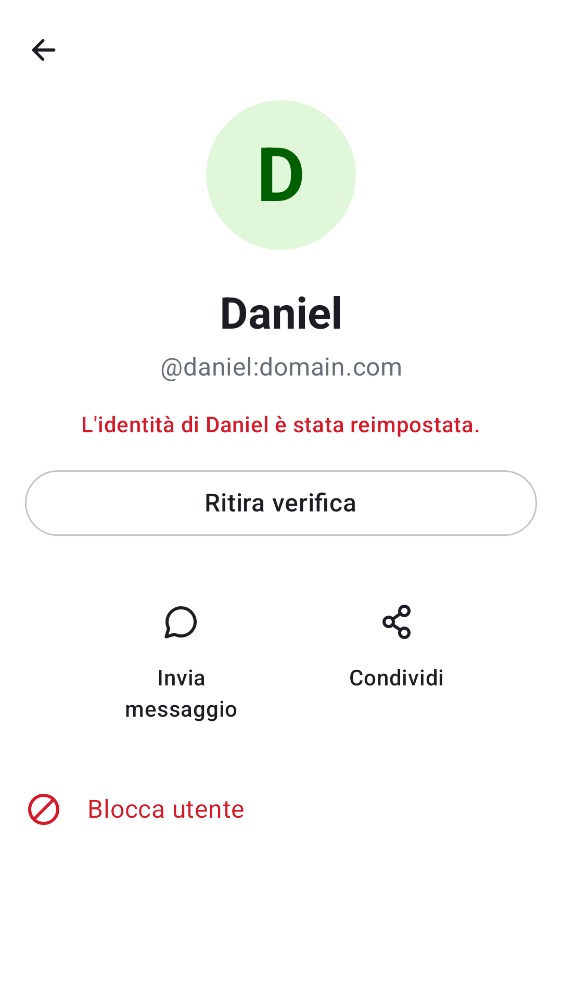 D
Daniel
@daniel:domain.com
L'identità di Daniel è stata reimpostata.
Ritira verifica
Invia
messaggio
Condividi
Blocca utente